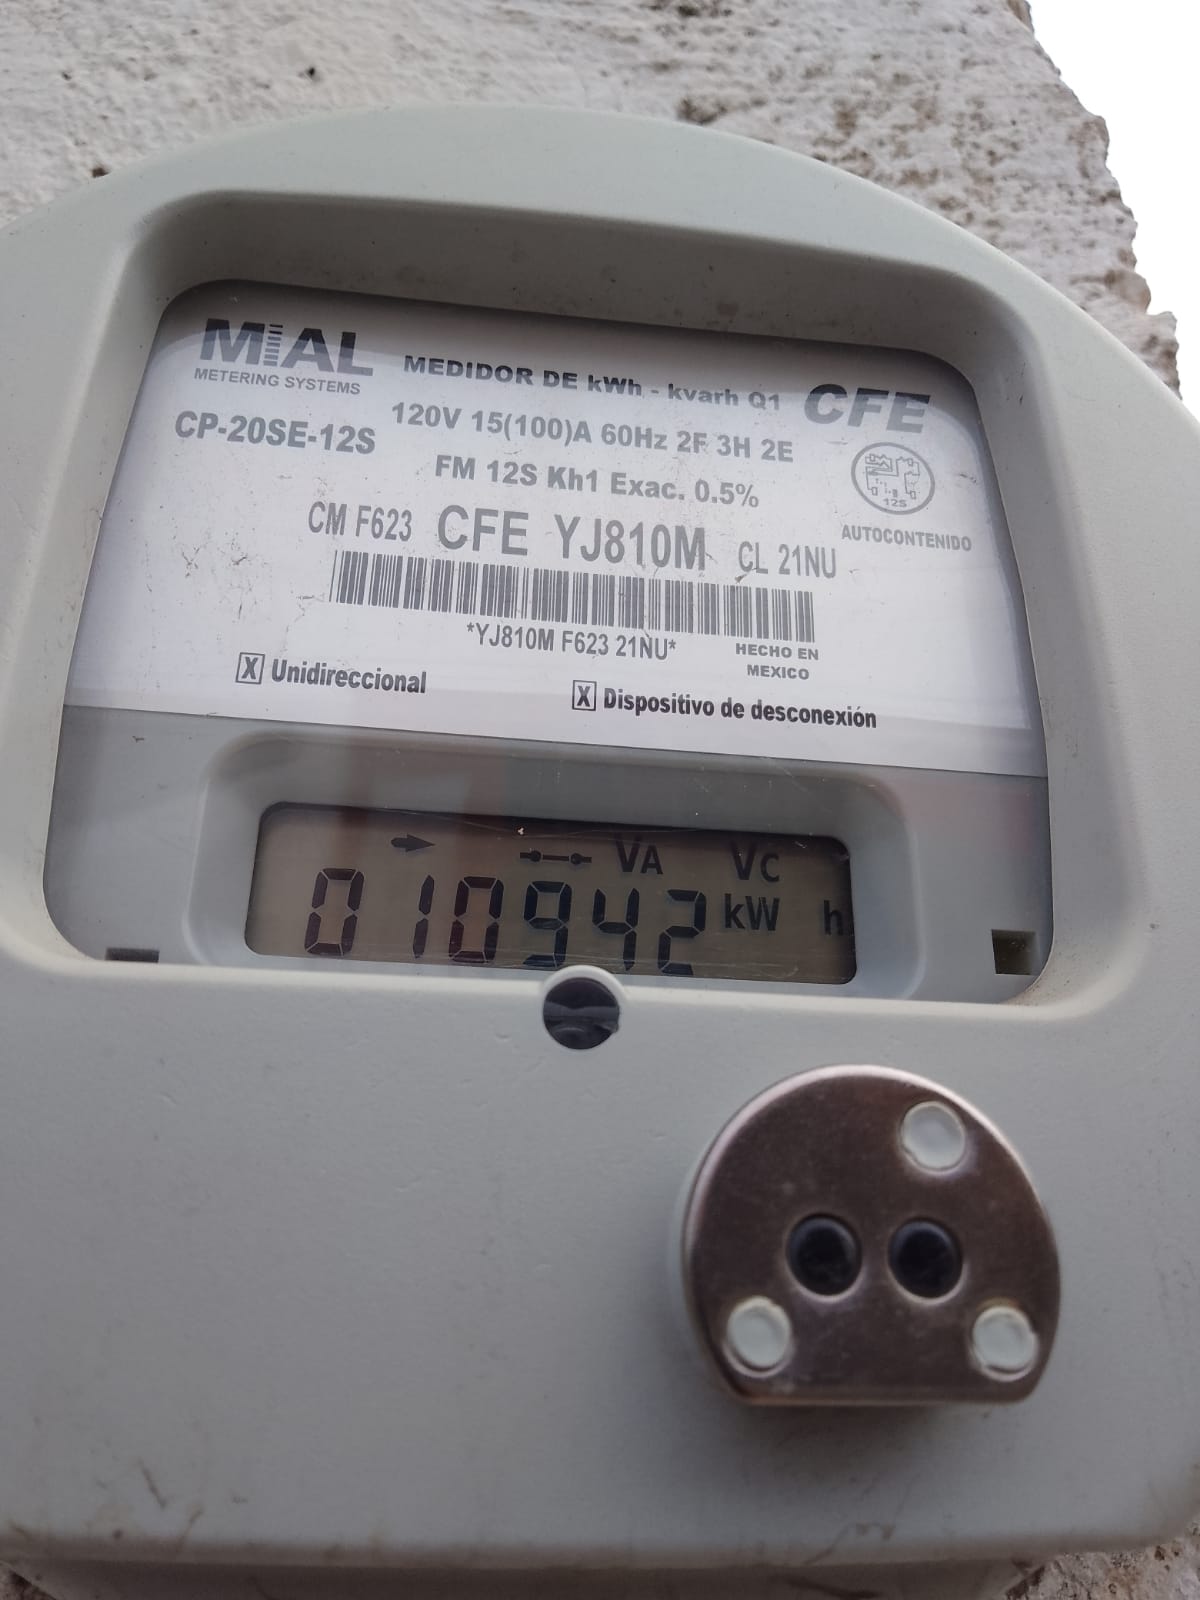 MIAL
METERING SYSTEMS
MEDIDOR DE kWh - kvarh Q1
CFE
CP-20SE-12S
120V 15(100)A 60Hz 2F 3H 2E
FM 12S Kh1 Exac. 0.5%
12S
AUTOCONTENIDO
CM F623 CFE YJ810M CL 21NU
*YJ810M F623 21NU*
HECHO EN
MEXICO
X Unidireccional
X Dispositivo de desconexión
VA VC
010942 kW h